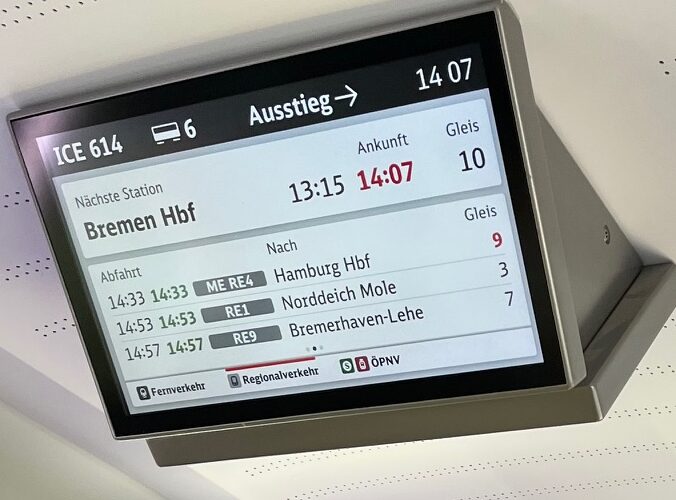 ICE 614 6 Ausstieg → 14 07
Nächste Station Ankunft Gleis
Bremen Hbf 13:15 14:07 10
Abfahrt Nach Gleis
14:33 14:33 ME RE4 Hamburg Hbf 9
14:53 14:53 RE1 Norddeich Mole 3
14:57 14:57 RE9 Bremerhaven-Lehe 7
Fernverkehr Regionalverkehr S ÖPNV